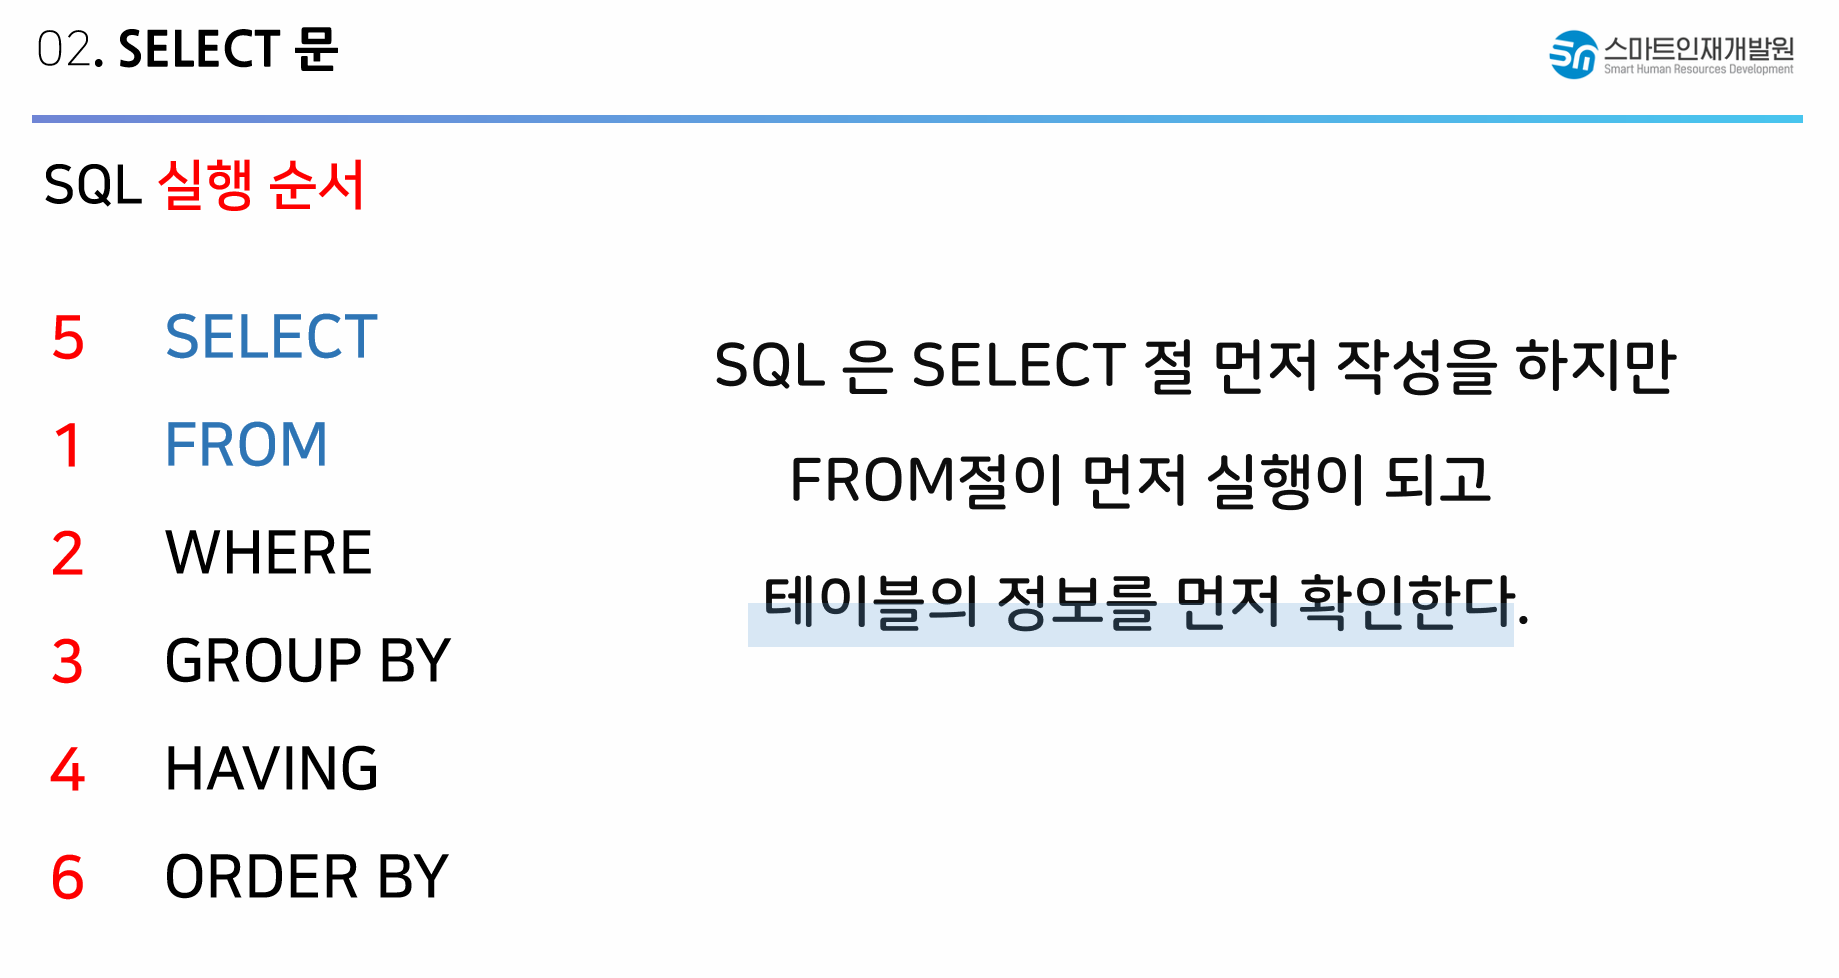 02. SELECT 문
스마트인재개발원
Smart Human Resources Development
SQL 실행 순서
5 SELECT
1 FROM
2 WHERE
3 GROUP BY
4 HAVING
6 ORDER BY
SQL 은 SELECT 절 먼저 작성을 하지만
FROM절이 먼저 실행이 되고
테이블의 정보를 먼저 확인한다.